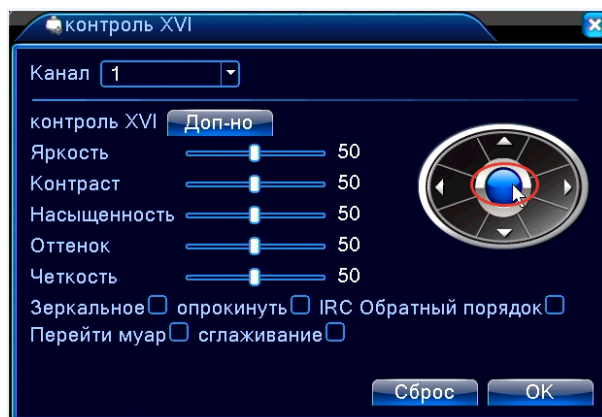 контроль XVI
Канал 1
контроль XVI Доп-но
Яркость 50
Контраст 50
Насыщенность 50
Оттенок 50
Четкость 50
Зеркальное опрокинуть IRC Обратный порядок
Перейти муар сглаживание
Сброс OK